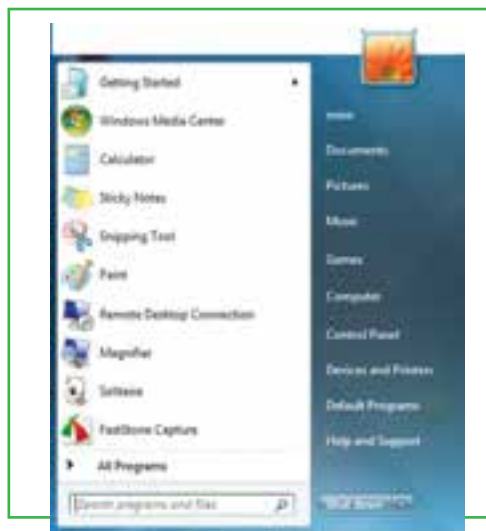 Getting Started
Windows Media Center
Calculator
Sticky Notes
Snipping Tool
Paint
Remote Desktop Connection
Magnifier
Solitaire
FastStone Capture
All Programs
Search programs and files
Documents
Pictures
Music
Games
Computer
Control Panel
Devices and Printers
Default Programs
Help and Support
Shut down